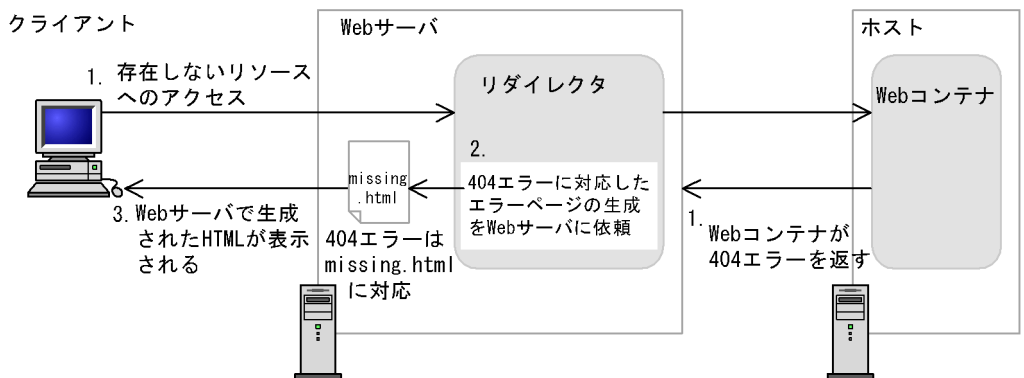 クライアント
Webサーバ
ホスト
1. 存在しないリソース
へのアクセス
リダイレクタ
Webコンテナ
2.
404エラーに対応した
エラーページの生成
をWebサーバに依頼
missing
.html
404エラーは
missing.html
に対応
3. Webサーバで生成
されたHTMLが表示
される
1.
Webコンテナが
404エラーを返す